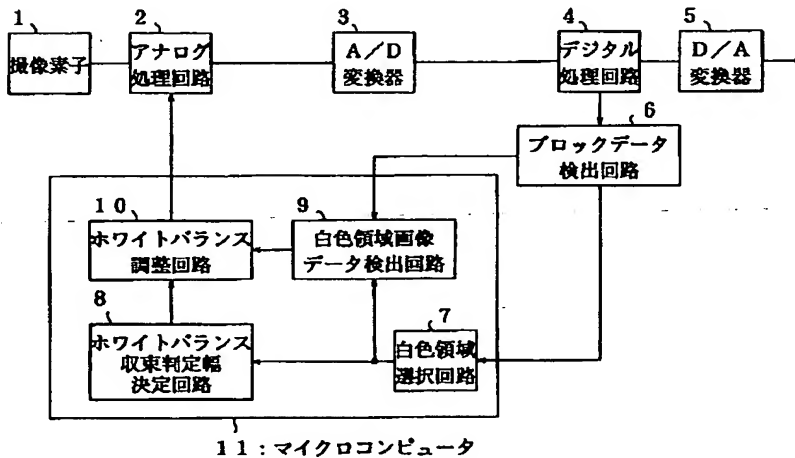 1
撮像素子
2
アナログ
処理回路
3
A/D
変換器
4
デジタル
処理回路
5
D/A
変換器
6
ブロックデータ
検出回路
10
ホワイトバランス
調整回路
9
白色領域画像
データ検出回路
8
ホワイトバランス
収束判定幅
決定回路
7
白色領域
選択回路
11:マイクロコンピュータ